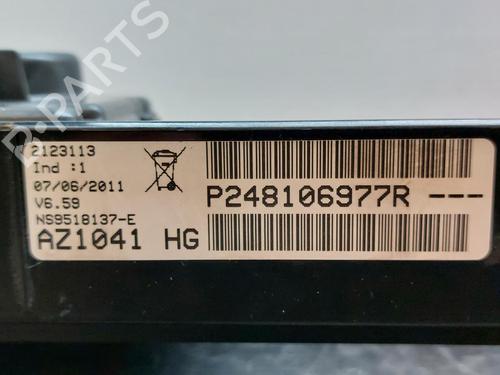 B-PARTS
2123113
Ind :1
07/06/2011
V6.59
NS9518137-E
AZ1041 HG
P248106977R ---